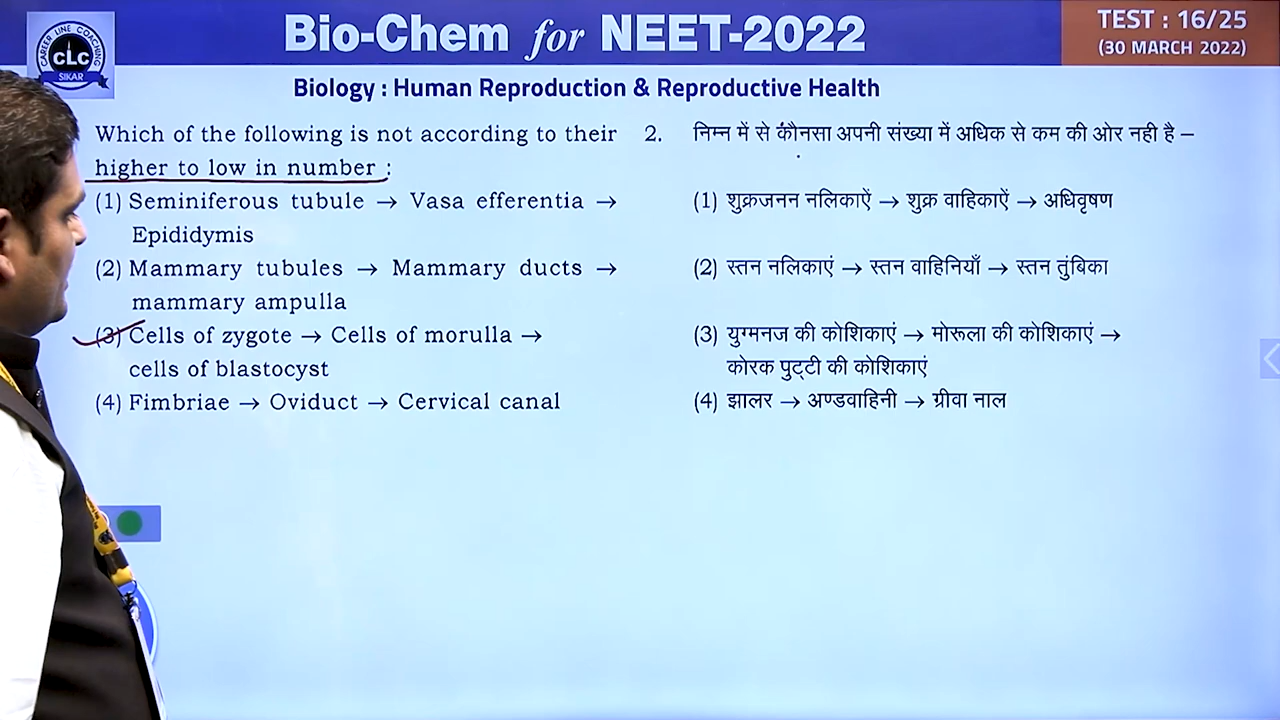 Bio-Chem for NEET-2022
TEST : 16/25
(30 MARCH 2022)
CAREER LINE COACHING
CLC
SIKAR
Biology : Human Reproduction & Reproductive Health
Which of the following is not according to their
higher to low in number :
(1) Seminiferous tubule → Vasa efferentia →
Epididymis
(2) Mammary tubules → Mammary ducts →
mammary ampulla
(3) Cells of zygote → Cells of morulla →
cells of blastocyst
(4) Fimbriae → Oviduct → Cervical canal
2. निम्न में से कौनसा अपनी संख्या में अधिक से कम की ओर नही है –
(1) शुक्रजनन नलिकाऐं → शुक्र वाहिकाऐं → अधिवृषण
(2) स्तन नलिकाएं → स्तन वाहिनियाँ → स्तन तुंबिका
(3) युग्मनज की कोशिकाएं → मोरूला की कोशिकाएं →
कोरक पुट्टी की कोशिकाएं
(4) झालर → अण्डवाहिनी → ग्रीवा नाल